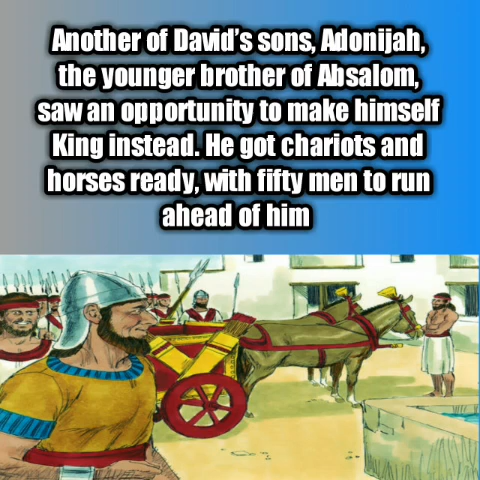 Another of David's sons, Adonijah,
the younger brother of Absalom,
saw an opportunity to make himself
King instead. He got chariots and
horses ready, with fifty men to run
ahead of him